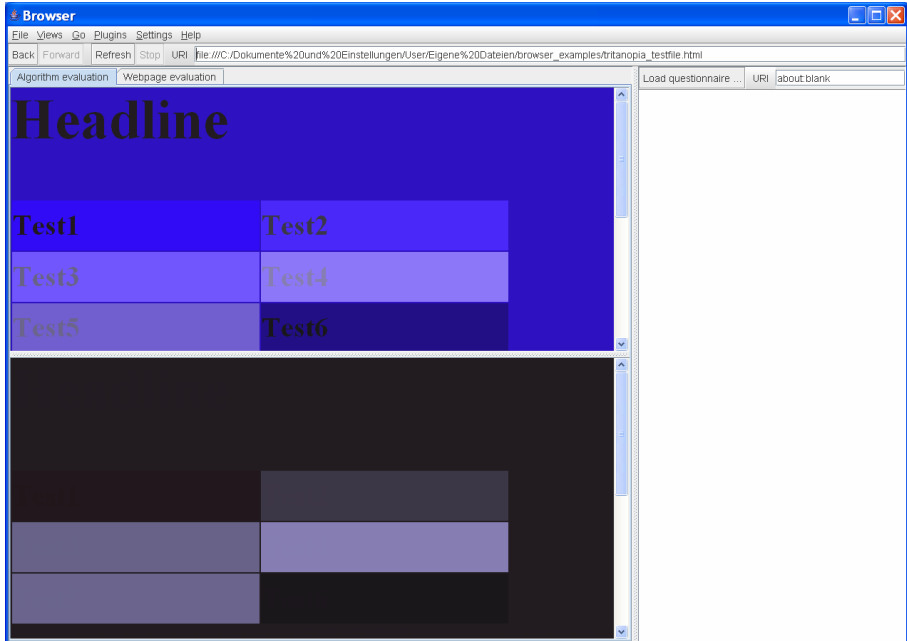 Browser
File Views Go Plugins Settings Help
Back Forward Refresh Stop URI file:///C:/Dokumente%20und%20Einstellungen/User/Eigene%20Dateien/browser_examples/tritanopia_testfile.html
Algorithm evaluation Webpage evaluation Load questionnaire ... URI about:blank
Headline
Test1 Test2
Test3 Test4
Test5 Test6